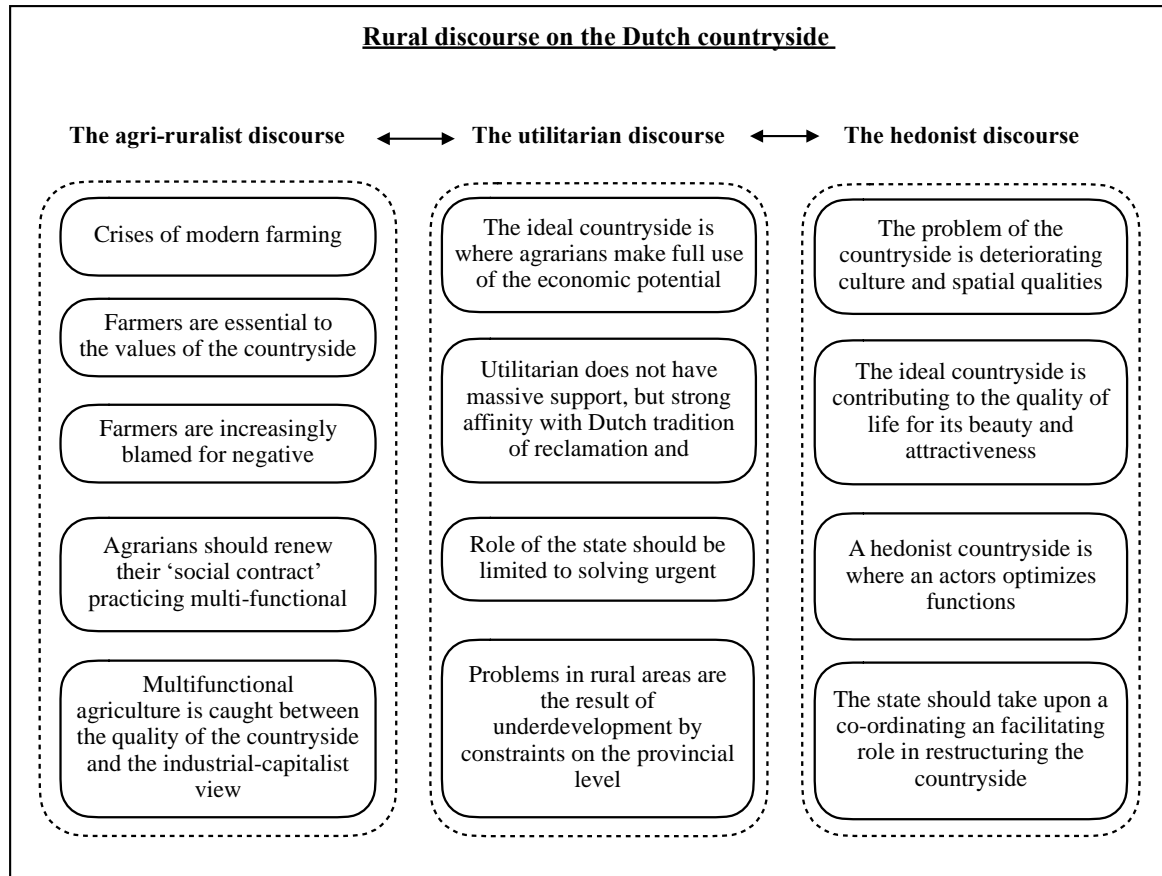 Rural discourse on the Dutch countryside
The agri-ruralist discourse
The utilitarian discourse
The hedonist discourse
Crises of modern farming
Farmers are essential to
the values of the countryside
Farmers are increasingly
blamed for negative
Agrarians should renew
their ‘social contract’
practicing multi-functional
Multifunctional
agriculture is caught between
the quality of the countryside
and the industrial-capitalist
view
The ideal countryside is
where agrarians make full use
of the economic potential
Utilitarian does not have
massive support, but strong
affinity with Dutch tradition
of reclamation and
Role of the state should be
limited to solving urgent
Problems in rural areas are
the result of
underdevelopment by
constraints on the provincial
level
The problem of the
countryside is deteriorating
culture and spatial qualities
The ideal countryside is
contributing to the quality of
life for its beauty and
attractiveness
A hedonist countryside is
where an actors optimizes
functions
The state should take upon a
co-ordinating an facilitating
role in restructuring the
countryside